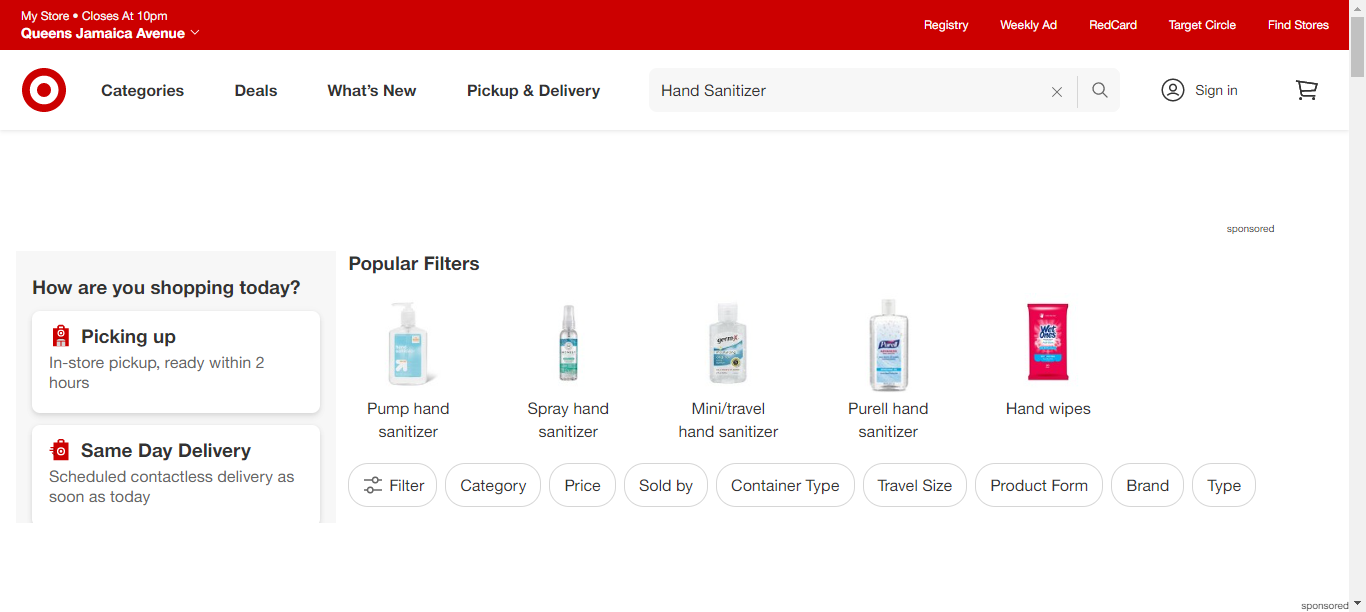 My Store • Closes At 10pm
Queens Jamaica Avenue
Registry
Weekly Ad
RedCard
Target Circle
Find Stores
Categories
Deals
What's New
Pickup & Delivery
Hand Sanitizer
Sign in
sponsored
How are you shopping today?
Picking up
In-store pickup, ready within 2
hours
Same Day Delivery
Scheduled contactless delivery as
soon as today
Popular Filters
Pump hand
sanitizer
Spray hand
sanitizer
germ-x
Mini/travel
hand sanitizer
Purell
Purell hand
sanitizer
Wet
Ones
Hand wipes
Filter
Category
Price
Sold by
Container Type
Travel Size
Product Form
Brand
Type
sponsored